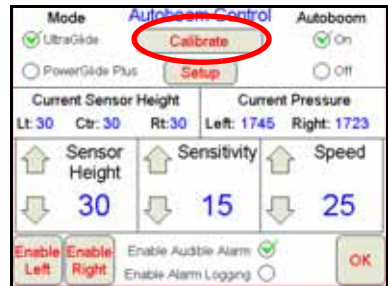 Mode Autoboom Control Autoboom
UltraGlide Calibrate On
PowerGlide Plus Setup Off
Current Sensor Height Current Pressure
Lt: 30 Ctr: 30 Rt:30 Left: 1745 Right: 1723
Sensor Height Sensitivity Speed
30 15 25
Enable Left Enable Right Enable Audible Alarm OK
Enable Alarm Logging